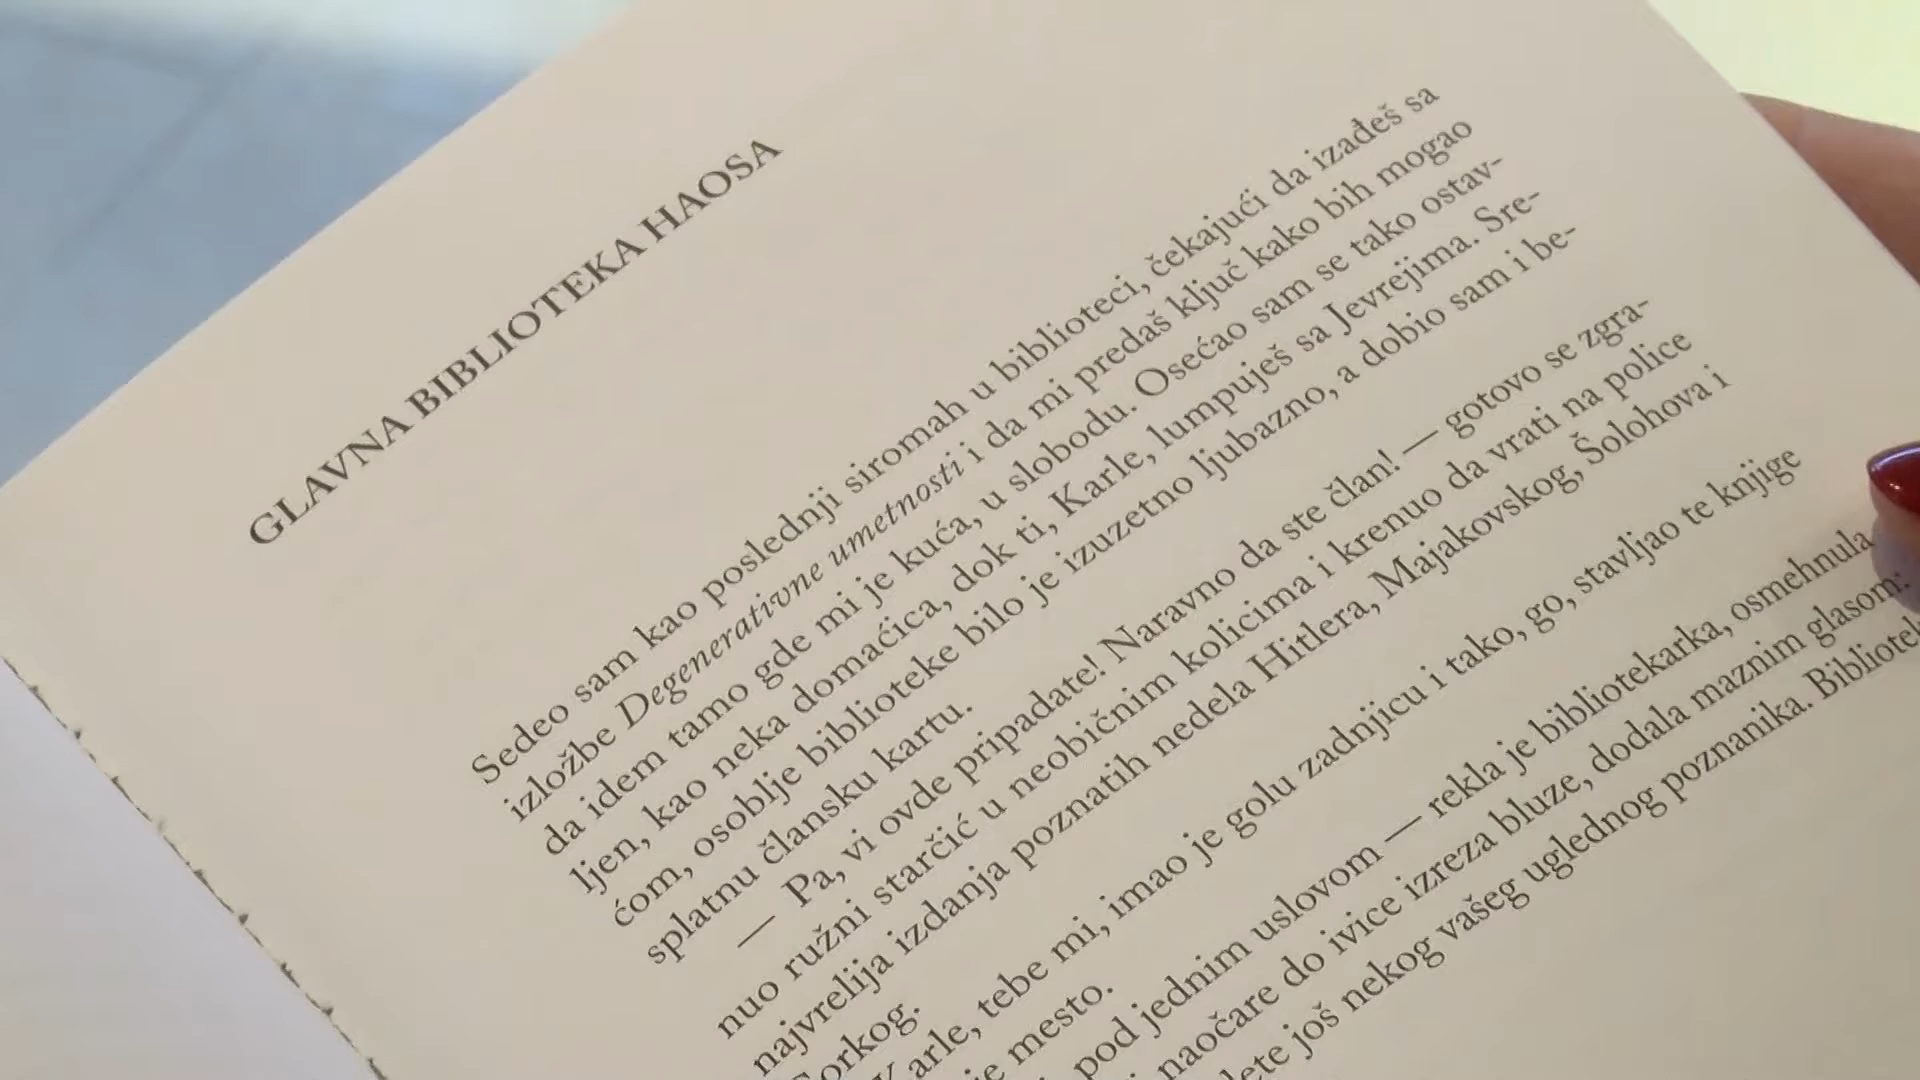 GLAVNA BIBLIOTEKA HAOSA
Sedeo sam kao poslednji siromah u biblioteci, čekajući da izađeš sa
izložbe Degenerativne umetnosti i da mi predaš ključ kako bih mogao
da idem tamo gde mi je kuća, u slobodu. Osećao sam se tako ostav-
ljen, kao neka domaćica, dok ti, Karle, lumpuješ sa Jevrejima. Sre-
ćom, osoblje biblioteke bilo je izuzetno ljubazno, a dobio sam i be-
splatnu člansku kartu.
— Pa, vi ovde pripadate! Naravno da ste član! — gotovo se zgra-
nuo ružni starčić u neobičnim kolicima i krenuo da vrati na police
najvrelija izdanja poznatih nedela Hitlera, Majakovskog, Šolohova i
Gorkog.
Karle, tebe mi, imao je golu zadnjicu i tako, go, stavljao te knjige
mesto.
pod jednim uslovom — rekla je bibliotekarka, osmehnula
naočare do ivice izreza bluze, dodala maznim glasom:
još nekog vašeg uglednog poznanika.